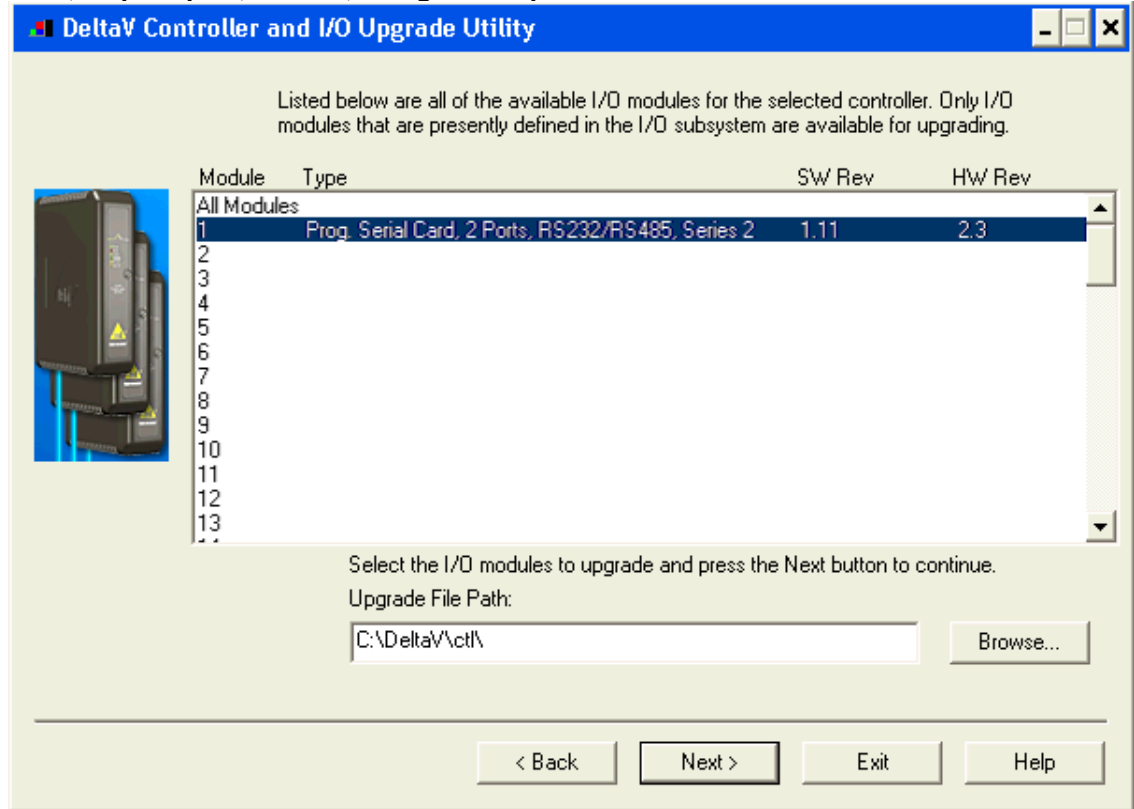 DeltaV Controller and I/O Upgrade Utility
Listed below are all of the available I/O modules for the selected controller. Only I/O
modules that are presently defined in the I/O subsystem are available for upgrading.
Module Type SW Rev HW Rev
All Modules
1 Prog. Serial Card, 2 Ports, RS232/RS485, Series 2 1.11 2.3
2
3
4
5
6
7
8
9
10
11
12
13
Select the I/O modules to upgrade and press the Next button to continue.
Upgrade File Path:
C:\DeltaV\ctl\
Browse...
< Back Next > Exit Help